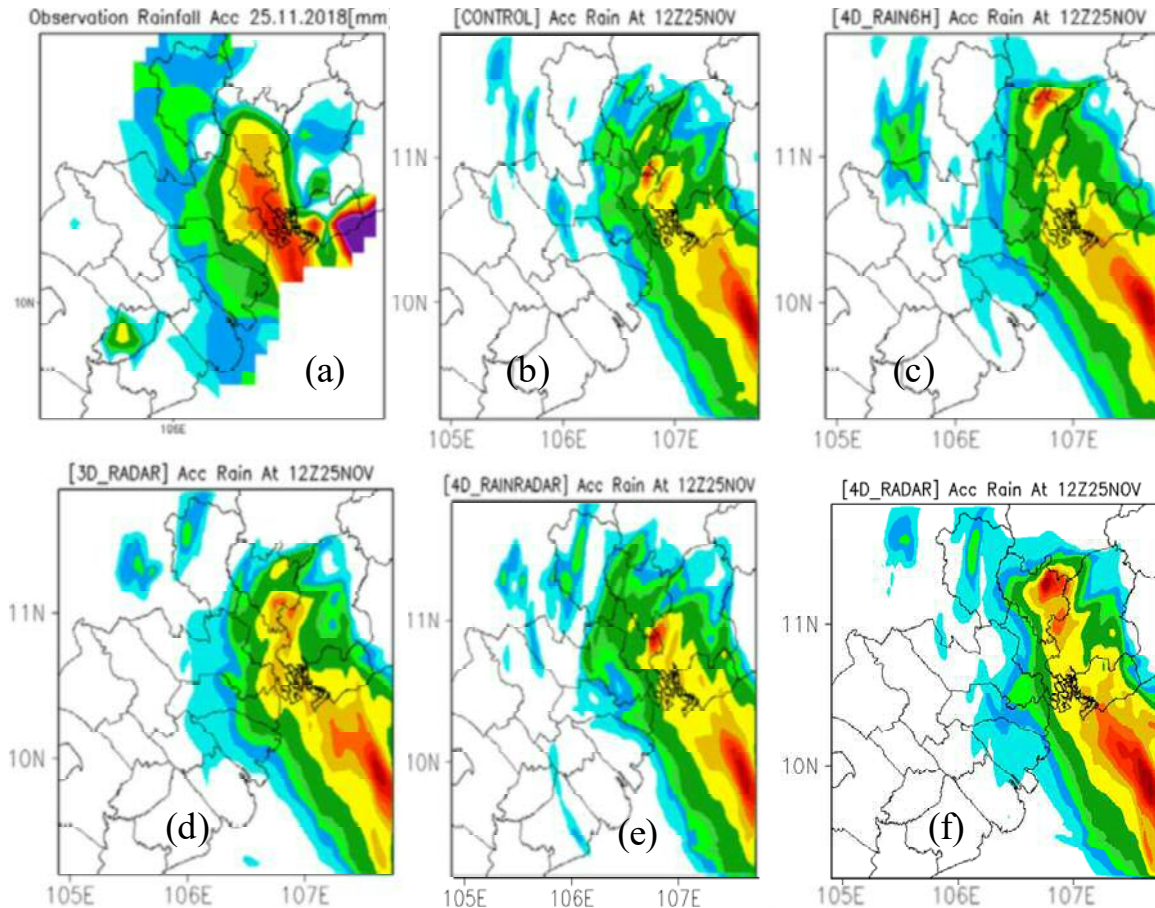 Observation Rainfall Acc 25.11.2018[mm]
[CONTROL] Acc Rain At 12Z25NOV
[4D_RAIN6H] Acc Rain At 12Z25NOV
11N
11N
10N
10N
10N
(a)
(b)
(c)
106E
105E 106E 107E
105E 106E 107E
[3D_RADAR] Acc Rain At 12Z25NOV
[4D_RAINRADAR] Acc Rain At 12Z25NOV
[4D_RADAR] Acc Rain At 12Z25NOV
11N
11N
11N
10N
10N
10N
(d)
(e)
(f)
105E 106E 107E
105E 106E 107E
105E 106E 107E